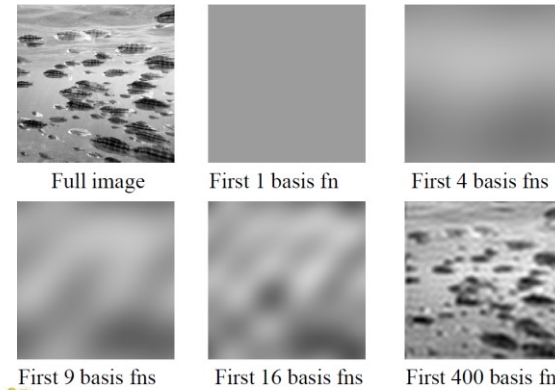 Full image
First 1 basis fn
First 4 basis fns
First 9 basis fns
First 16 basis fns
First 400 basis fn